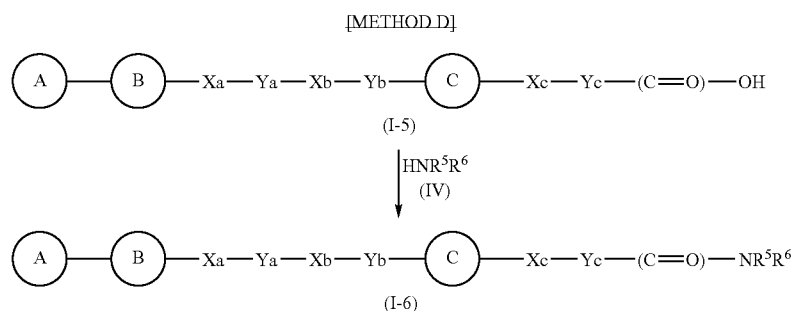 [METHOD D]
A B Xa Ya Xb Yb C Xc Yc (C=O) OH
(I-5)
HNR⁵R⁶
(IV)
A B Xa Ya Xb Yb C Xc Yc (C=O) NR⁵R⁶
(I-6)